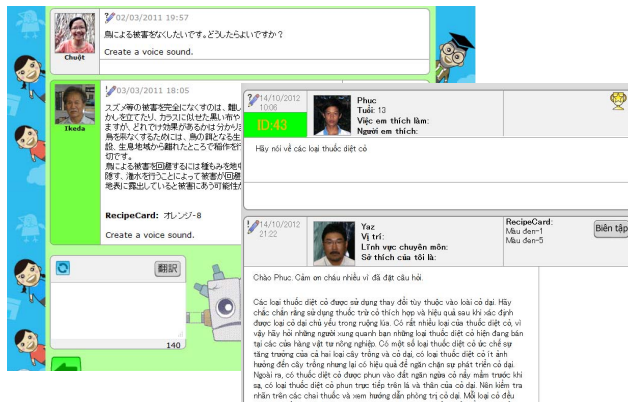 02/03/2011 19:57
鳥による被害をなくしたいです。どうしたらよいですか？
Create a voice sound.
Chuột
03/03/2011 18:05
スズメ等の被害を完全になくすのは、難し
かしを立てたり、カラスに似せた黒い布や
ますが、どれでけ効果があるかは分かり
鳥を来なくするためには、鳥の餌となる生
設、生息地から離れたところで稲作を行
切です。
鳥による被害を回避するには種もみを地
隠す、灌水を行うことによって被害が回避
地表に露出していると被害にあう可能性が
Ikeda
RecipeCard: オレンジ-8
Create a voice sound.
翻訳
140
14/10/2012
10:06
ID:43
Phuc
Tuổi: 13
Việc em thích làm:
Người em thích:
Hãy nói về các loại thuốc diệt cỏ
14/10/2012
21:22
Yaz
Vị trí:
Lĩnh vực chuyên môn:
Sở thích của tôi là:
RecipeCard:
Màu đen-1
Màu đen-5
Biên tập
Chào Phuc. Cảm ơn cháu nhiều vì đã đặt câu hỏi.
Các loại thuốc diệt cỏ được sử dụng thay đổi tùy thuộc vào loài cỏ dại. Hãy
chắc chắn rằng sử dụng thuốc trừ cỏ thích hợp và hiệu quả sau khi xác định
được loại cỏ dại chủ yếu trong ruộng lúa. Có rất nhiều loại của thuốc diệt cỏ, vì
vậy hãy hỏi những người xung quanh bạn những loại thuốc diệt cỏ hiện đang bán
tại các cửa hàng vật tư nông nghiệp. Có một số loại thuốc diệt cỏ ức chế sự
tăng trưởng của cả hai loại cây trồng và cỏ dại, có loại thuốc diệt cỏ ít ảnh
hưởng đến cây trồng nhưng lại có hiệu quả để ngăn chặn sự phát triển cỏ dại.
Ngoài ra, có thuốc diệt cỏ được phun vào đất ngăn ngừa cỏ nảy mầm trước khi
sạ, có loại thuốc diệt cỏ phun trực tiếp trên lá và thân của cỏ dại. Nên kiểm tra
nhãn trên các chai thuốc và xem hướng dẫn phòng trị cỏ dại. Mỗi loại cỏ đều